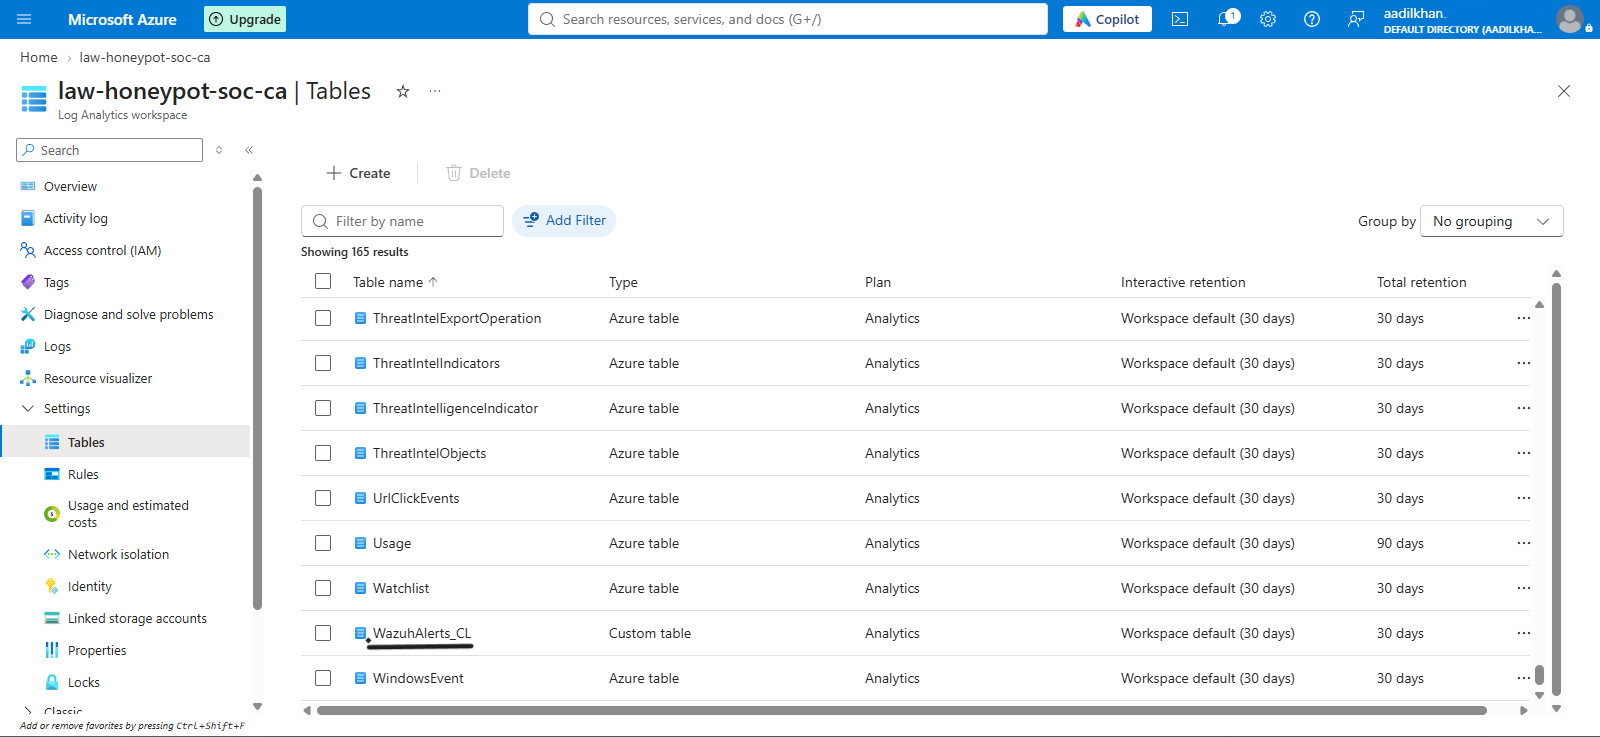 Microsoft Azure
Upgrade
Search resources, services, and docs (G+/)
Copilot
1
aadilkhan.
DEFAULT DIRECTORY (AADILKHA...
Home > law-honeypot-soc-ca
law-honeypot-soc-ca | Tables
Log Analytics workspace
Search
Overview
Activity log
Access control (IAM)
Tags
Diagnose and solve problems
Logs
Resource visualizer
Settings
Tables
Rules
Usage and estimated
costs
Network isolation
Identity
Linked storage accounts
Properties
Locks
Classic
Add or remove favorites by pressing Ctrl+Shift+F
Create
Delete
Filter by name
Add Filter
Group by No grouping
Showing 165 results
Table name Type Plan Interactive retention Total retention
ThreatIntelExportOperation Azure table Analytics Workspace default (30 days) 30 days
ThreatIntelIndicators Azure table Analytics Workspace default (30 days) 30 days
ThreatIntelligenceIndicator Azure table Analytics Workspace default (30 days) 30 days
ThreatIntelObjects Azure table Analytics Workspace default (30 days) 30 days
UrlClickEvents Azure table Analytics Workspace default (30 days) 30 days
Usage Azure table Analytics Workspace default (30 days) 90 days
Watchlist Azure table Analytics Workspace default (30 days) 30 days
WazuhAlerts_CL Custom table Analytics Workspace default (30 days) 30 days
WindowsEvent Azure table Analytics Workspace default (30 days) 30 days